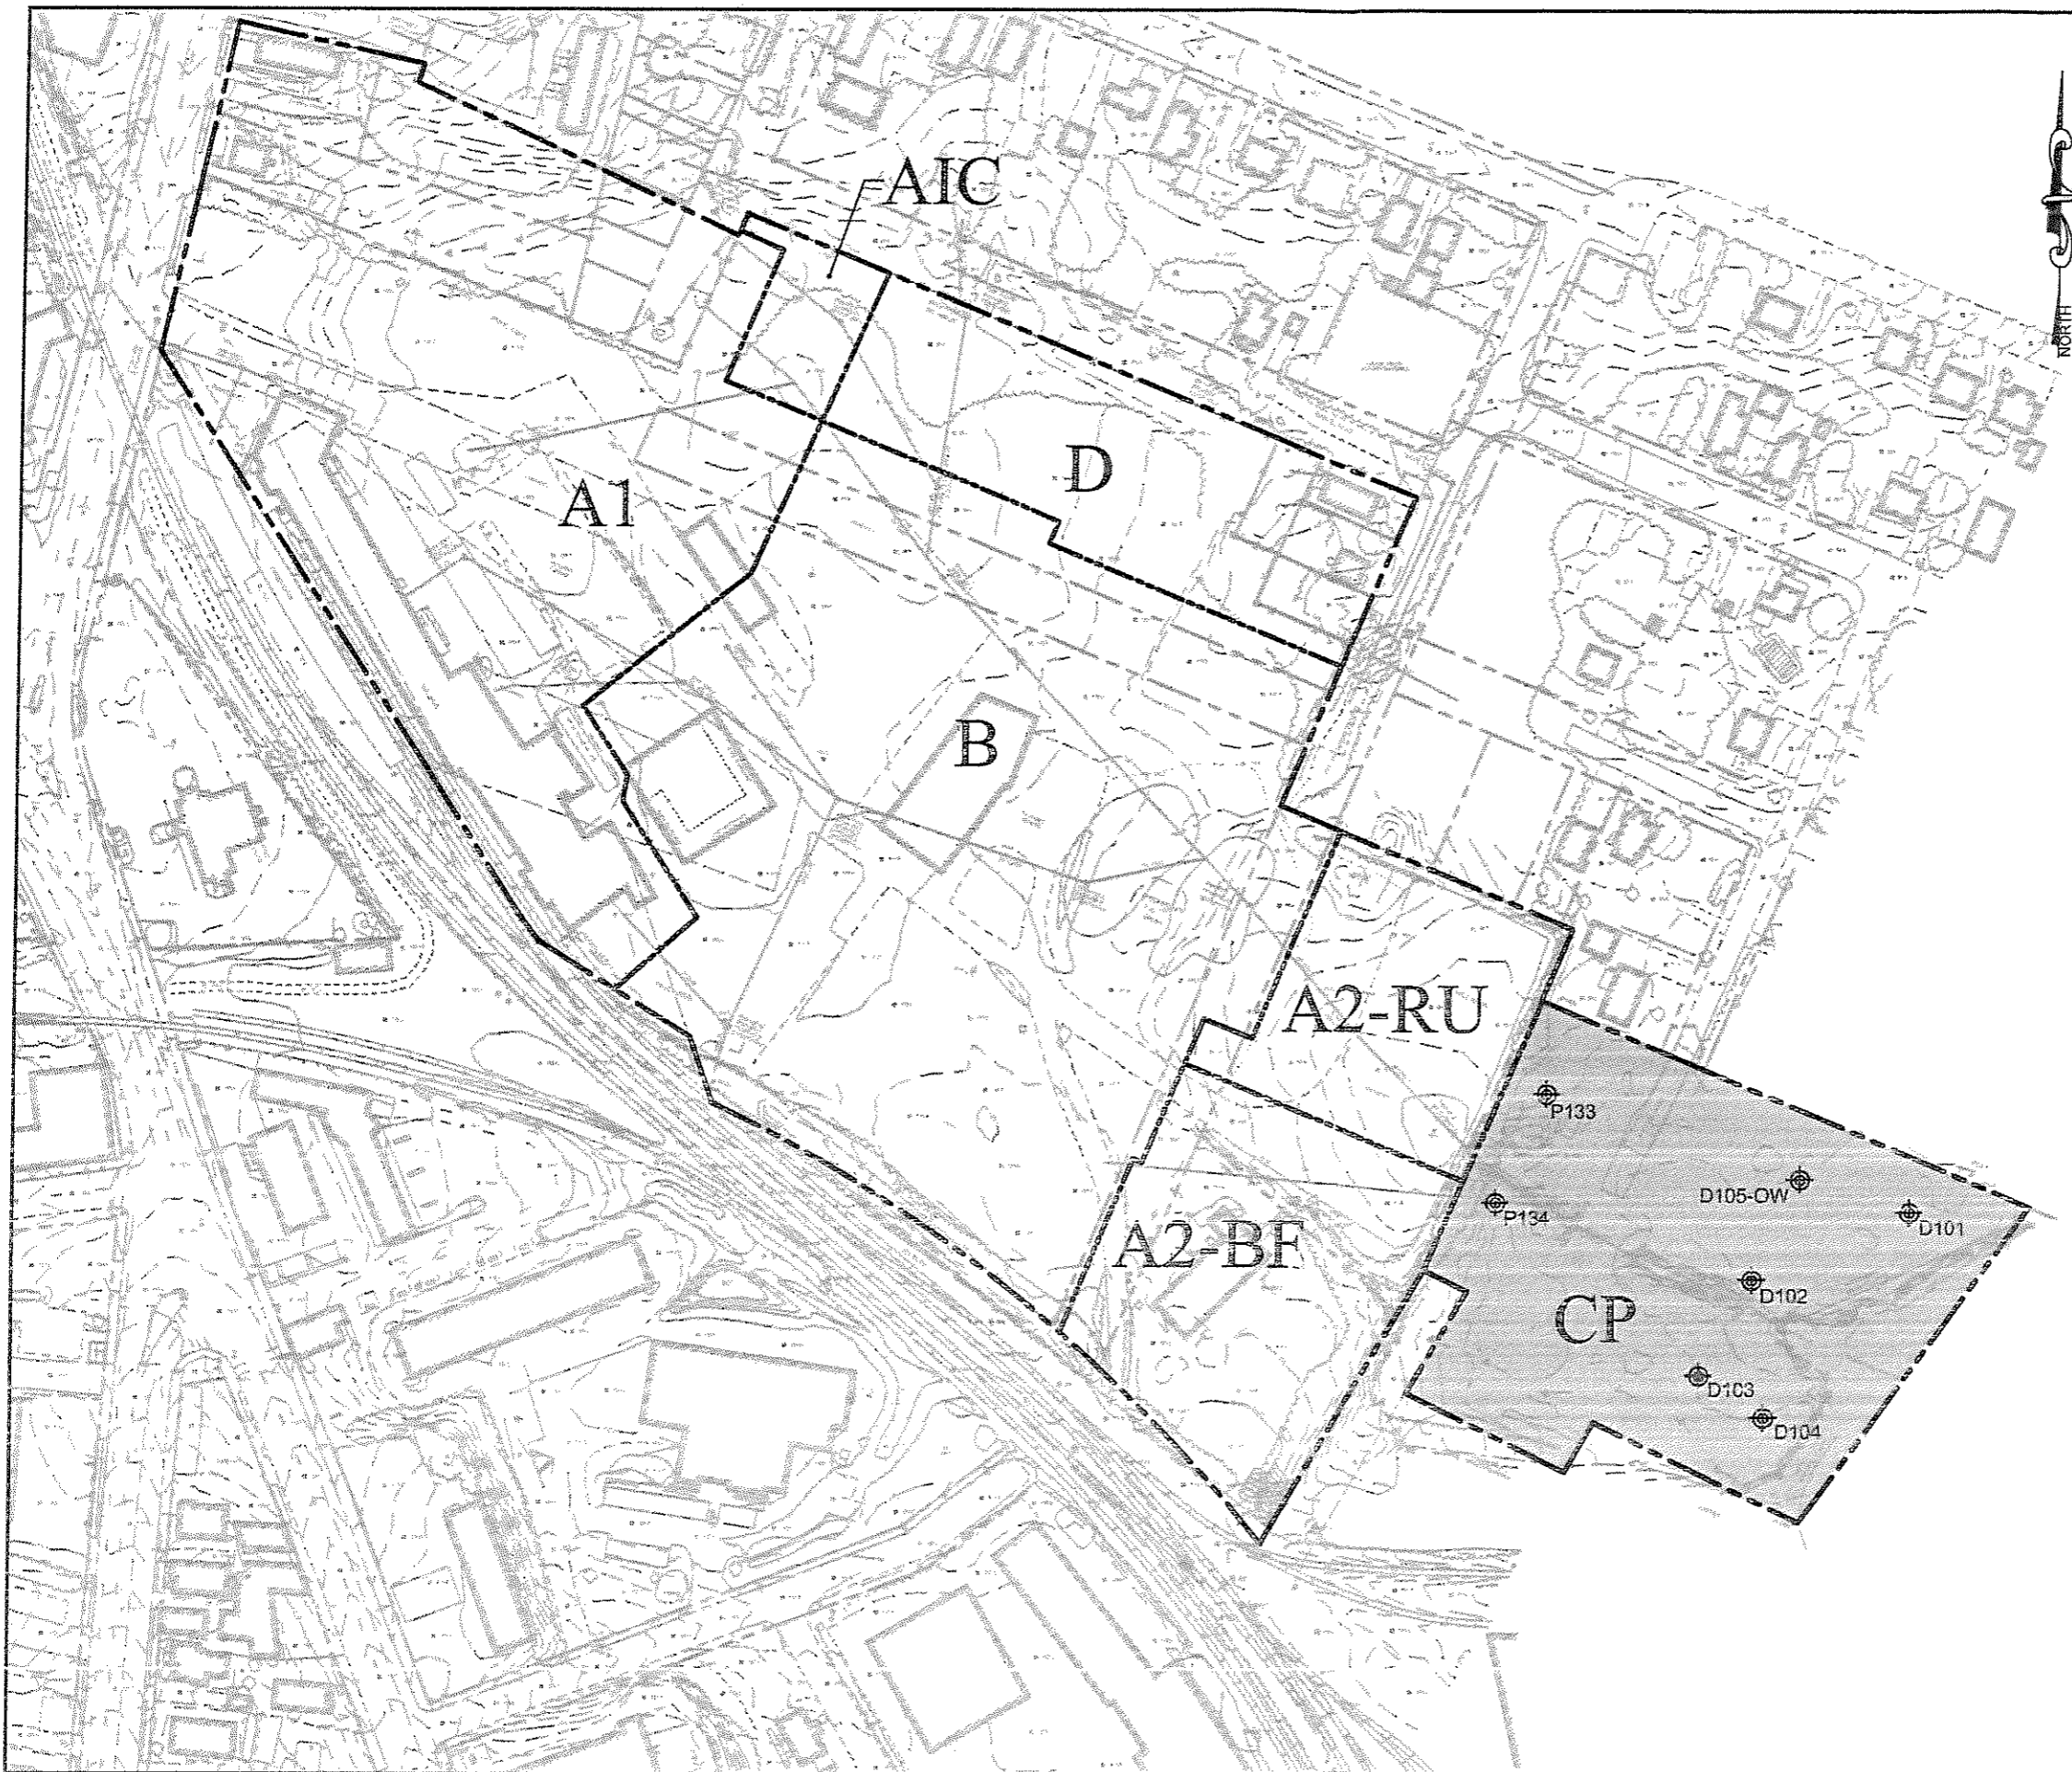 AIC
NORTH
D
A1
B
A2-RU
P133
D105-OW
P134
D101
A2-BF
D102
CP
D103
D104